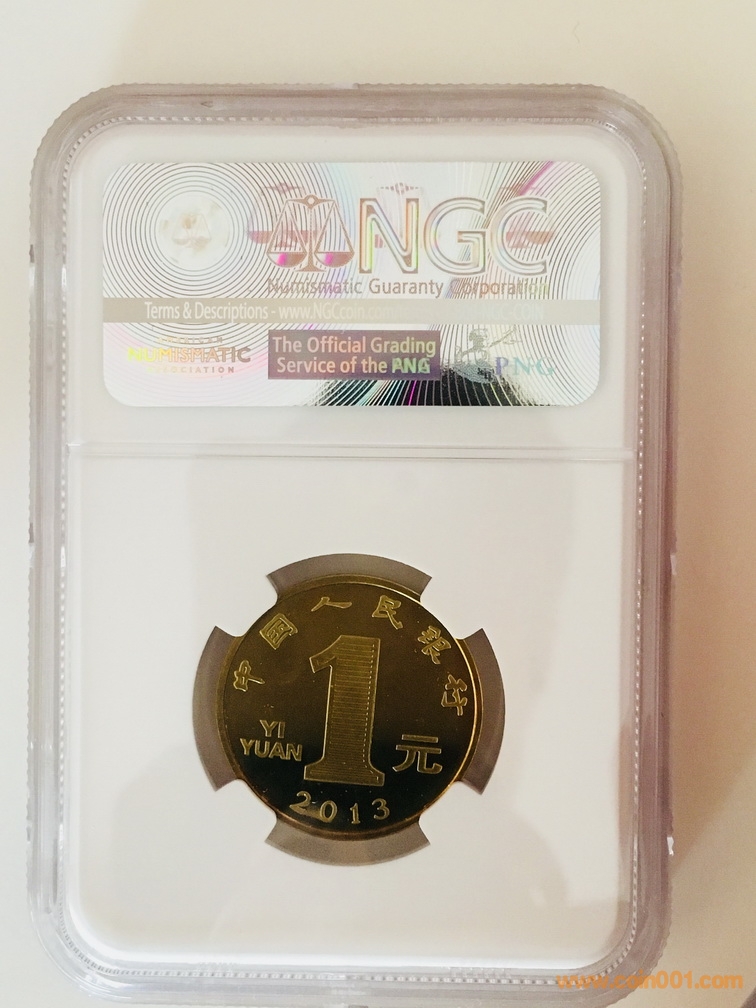 NGC
Numismatic Guaranty Corporation
Terms & Descriptions - www.NGCcoin.com
NUMISMATIC
ASSOCIATION
The Official Grading
Service of the
PNG
中国人民银行
YI
YUAN
1
元
2013
www.coin001.com